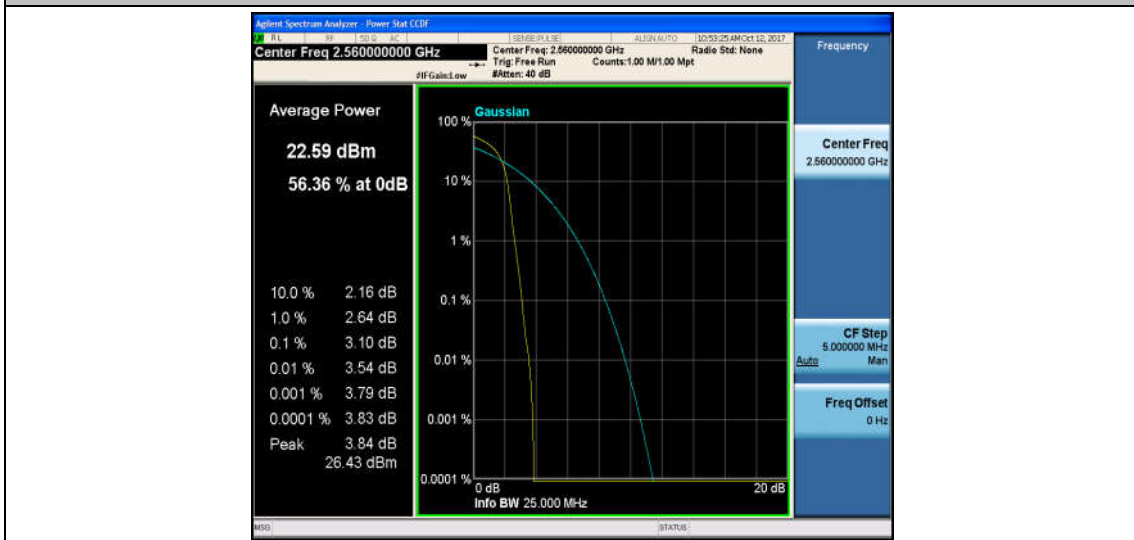 Agilent Spectrum Analyzer - Power Stat CCDF
RL RF 50 Ω AC SENSE:PULSE ALIGN AUTO 10:53:25 AM Oct 12, 2017
Center Freq 2.560000000 GHz
Center Freq: 2.560000000 GHz Radio Std: None
Trig: Free Run Counts:1.00 M/1.00 Mpt
#IFGain:Low #Atten: 40 dB
Frequency
Average Power
22.59 dBm
56.36 % at 0dB
10.0 % 2.16 dB
1.0 % 2.64 dB
0.1 % 3.10 dB
0.01 % 3.54 dB
0.001 % 3.79 dB
0.0001 % 3.83 dB
Peak 3.84 dB
26.43 dBm
Gaussian
100 %
10 %
1 %
0.1 %
0.01 %
0.001 %
0.0001 %
0 dB 20 dB
Info BW 25.000 MHz
Center Freq
2.560000000 GHz
CF Step
5.000000 MHz
Auto Man
Freq Offset
0 Hz
MSG STATUS